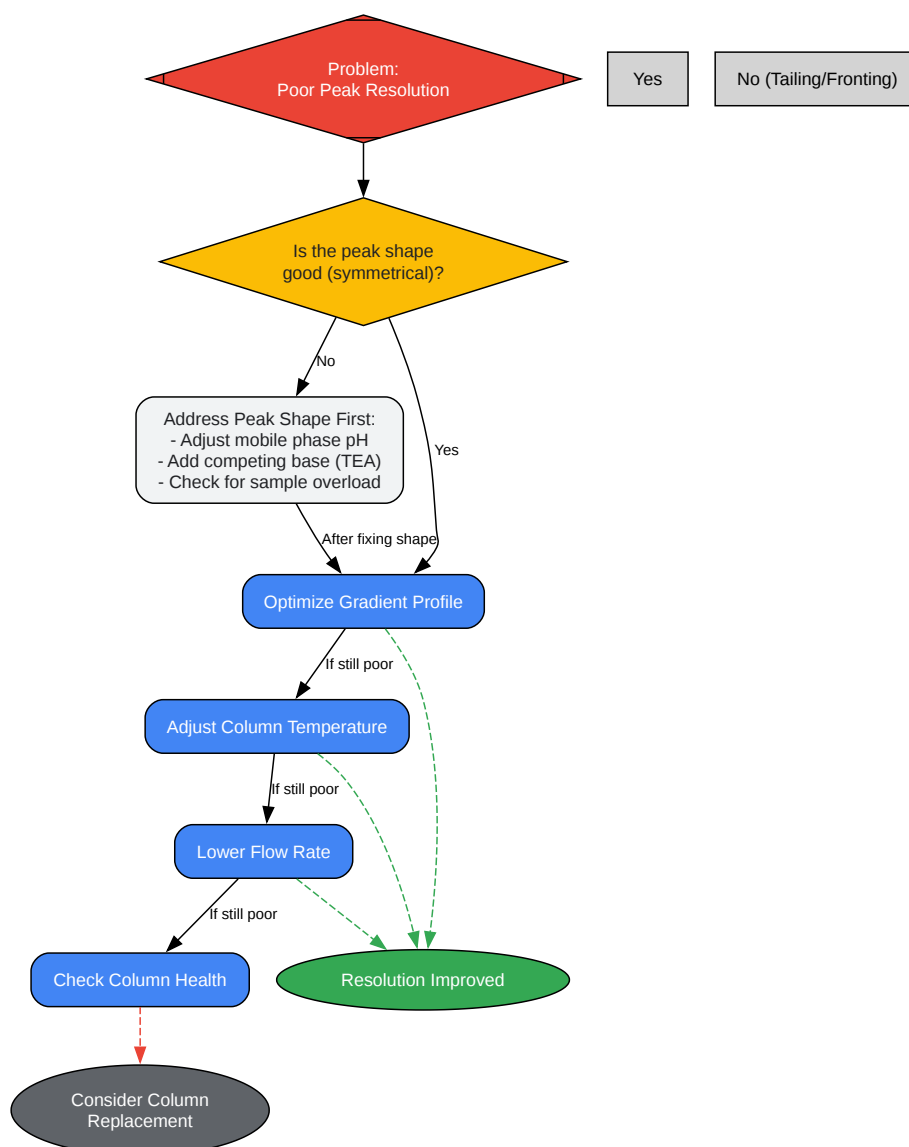 Problem:
Poor Peak Resolution
Yes
No (Tailing/Fronting)
Is the peak shape
good (symmetrical)?
No
Address Peak Shape First:
- Adjust mobile phase pH
- Add competing base (TEA)
- Check for sample overload
Yes
After fixing shape
Optimize Gradient Profile
If still poor
Adjust Column Temperature
If still poor
Lower Flow Rate
If still poor
Check Column Health
Resolution Improved
Consider Column
Replacement